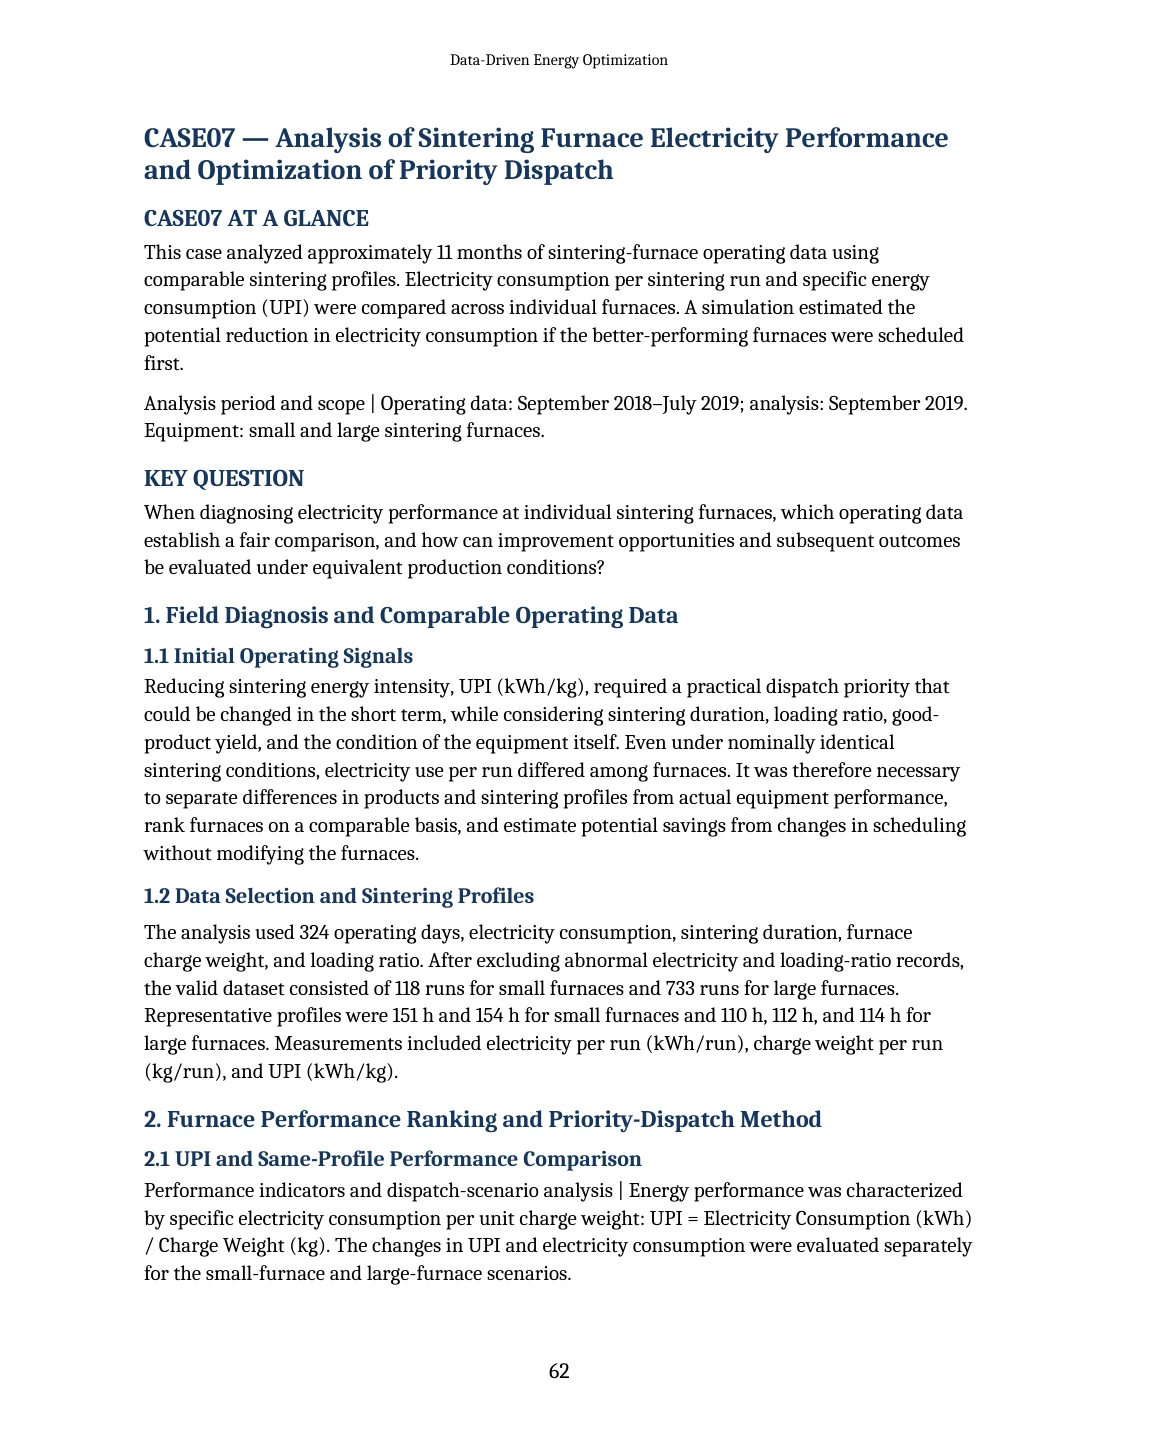 Data-Driven Energy Optimization
CASE07 — Analysis of Sintering Furnace Electricity Performance
and Optimization of Priority Dispatch
CASE07 AT A GLANCE
This case analyzed approximately 11 months of sintering-furnace operating data using
comparable sintering profiles. Electricity consumption per sintering run and specific energy
consumption (UPI) were compared across individual furnaces. A simulation estimated the
potential reduction in electricity consumption if the better-performing furnaces were scheduled
first.
Analysis period and scope | Operating data: September 2018–July 2019; analysis: September 2019.
Equipment: small and large sintering furnaces.
KEY QUESTION
When diagnosing electricity performance at individual sintering furnaces, which operating data
establish a fair comparison, and how can improvement opportunities and subsequent outcomes
be evaluated under equivalent production conditions?
1. Field Diagnosis and Comparable Operating Data
1.1 Initial Operating Signals
Reducing sintering energy intensity, UPI (kWh/kg), required a practical dispatch priority that
could be changed in the short term, while considering sintering duration, loading ratio, good-
product yield, and the condition of the equipment itself. Even under nominally identical
sintering conditions, electricity use per run differed among furnaces. It was therefore necessary
to separate differences in products and sintering profiles from actual equipment performance,
rank furnaces on a comparable basis, and estimate potential savings from changes in scheduling
without modifying the furnaces.
1.2 Data Selection and Sintering Profiles
The analysis used 324 operating days, electricity consumption, sintering duration, furnace
charge weight, and loading ratio. After excluding abnormal electricity and loading-ratio records,
the valid dataset consisted of 118 runs for small furnaces and 733 runs for large furnaces.
Representative profiles were 151 h and 154 h for small furnaces and 110 h, 112 h, and 114 h for
large furnaces. Measurements included electricity per run (kWh/run), charge weight per run
(kg/run), and UPI (kWh/kg).
2. Furnace Performance Ranking and Priority-Dispatch Method
2.1 UPI and Same-Profile Performance Comparison
Performance indicators and dispatch-scenario analysis | Energy performance was characterized
by specific electricity consumption per unit charge weight: UPI = Electricity Consumption (kWh)
/ Charge Weight (kg). The changes in UPI and electricity consumption were evaluated separately
for the small-furnace and large-furnace scenarios.
62